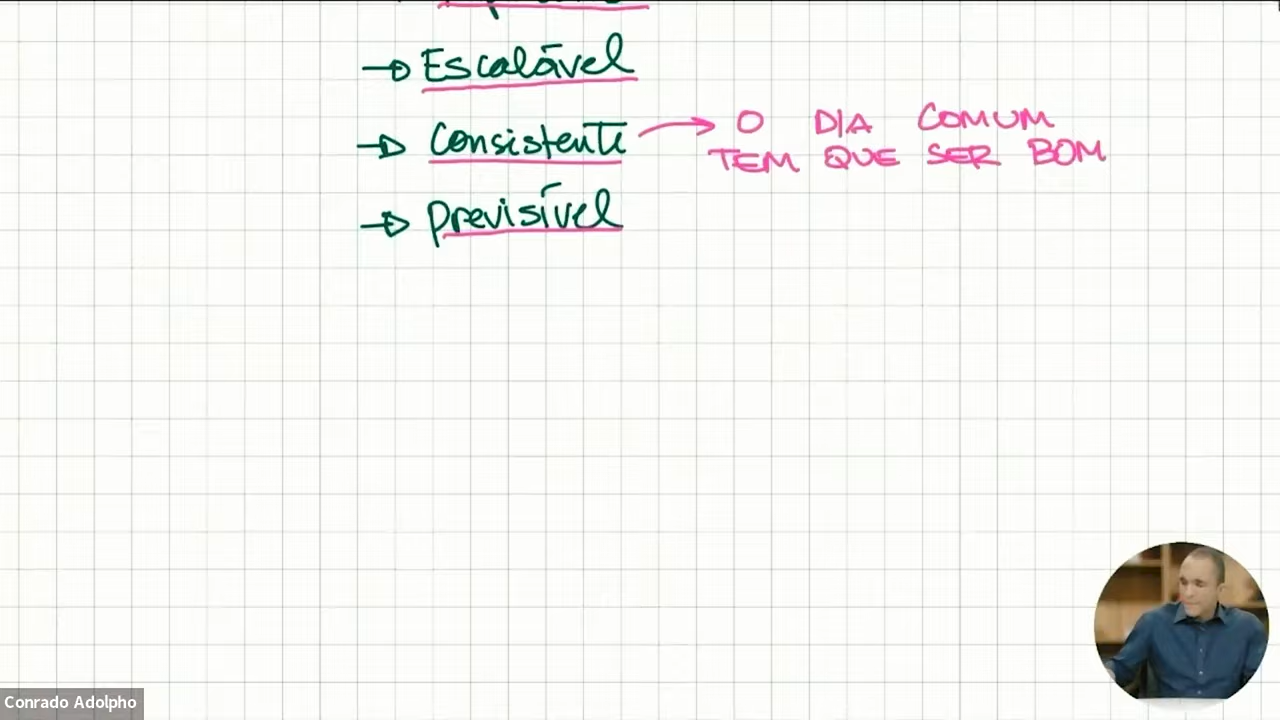 → Escalável
→ Consistente → O DIA COMUM
TEM QUE SER BOM
→ Previsível
Conrado Adolpho